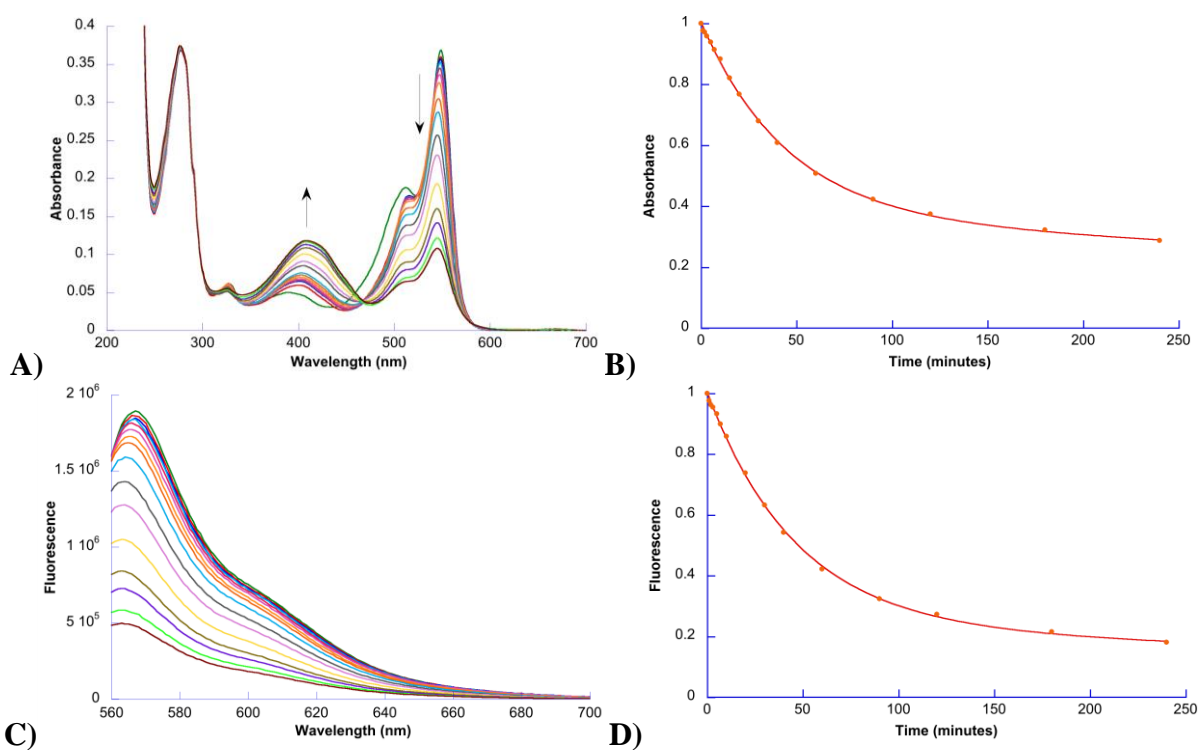 0.4
0.35
0.3
0.25
0.2
0.15
0.1
0.05
0
Absorbance
200 300 400 500 600 700
Wavelength (nm)
A)
1
0.8
0.6
0.4
0.2
0
Absorbance
0 50 100 150 200 250
Time (minutes)
B)
2 10⁶
1.5 10⁶
1 10⁶
5 10⁵
0
Fluorescence
560 580 600 620 640 660 680 700
Wavelength (nm)
C)
1
0.8
0.6
0.4
0.2
0
Fluorescence
0 50 100 150 200 250
Time (minutes)
D)